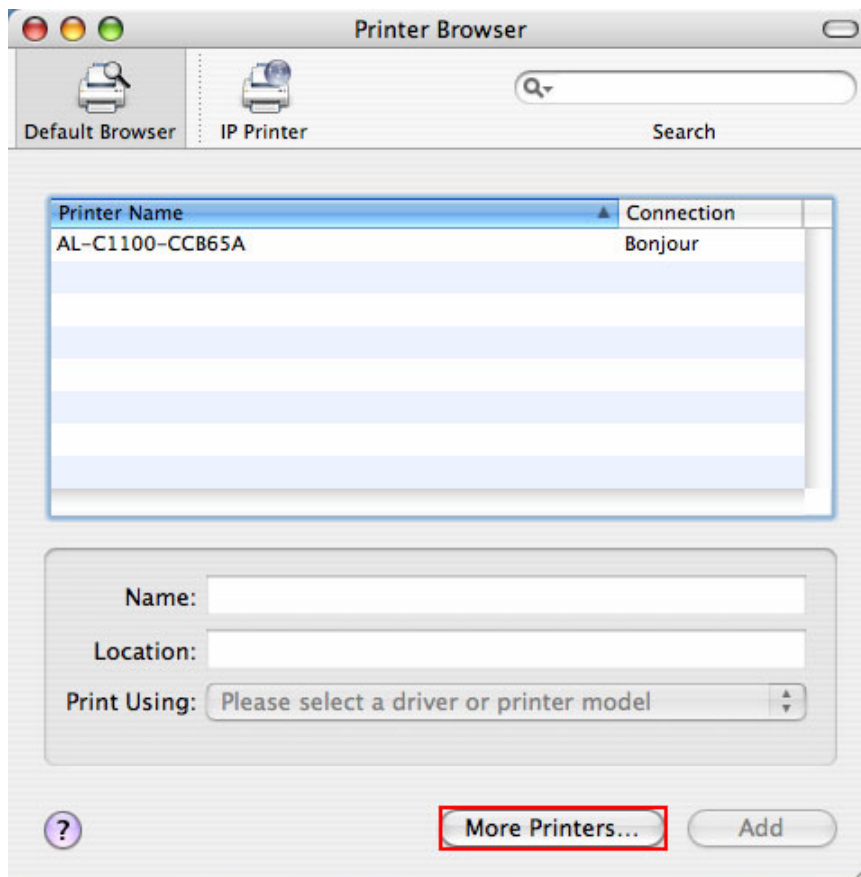 Printer Browser
Default Browser
IP Printer
Search
Printer Name Connection
AL-C1100-CCB65A Bonjour
Name:
Location:
Print Using: Please select a driver or printer model
? More Printers... Add